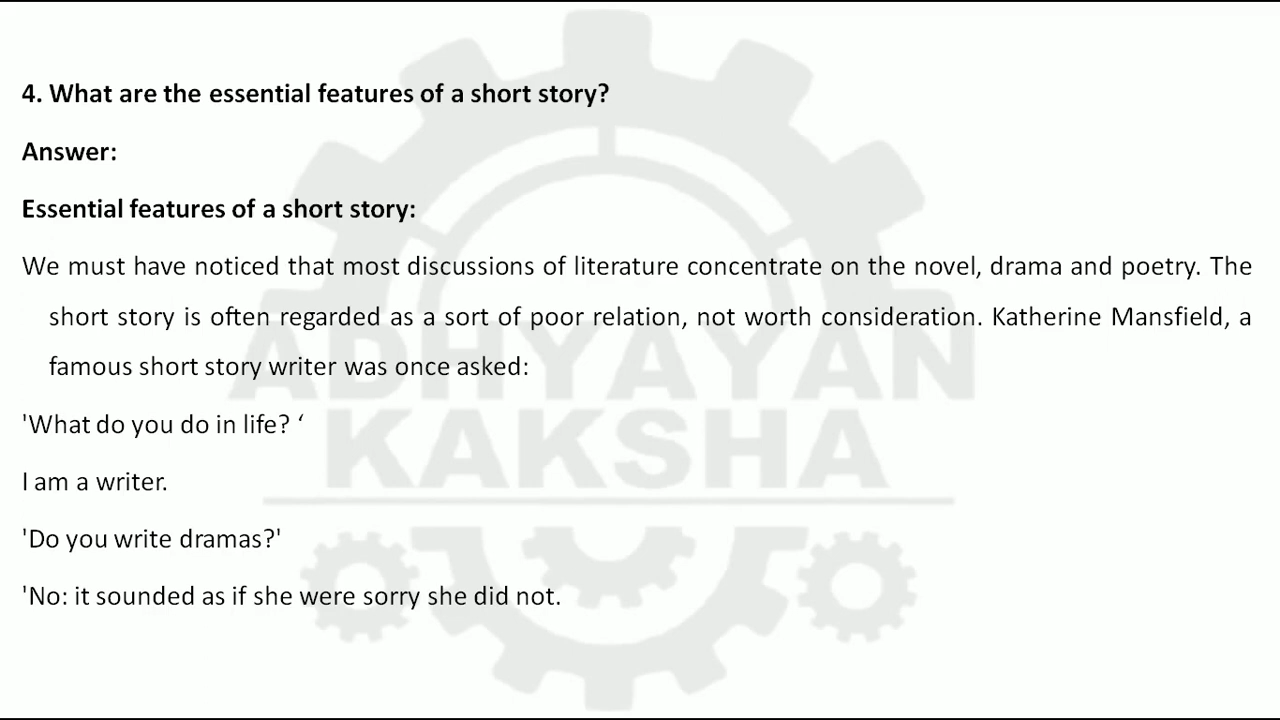 4. What are the essential features of a short story?
Answer:
Essential features of a short story:
We must have noticed that most discussions of literature concentrate on the novel, drama and poetry. The
short story is often regarded as a sort of poor relation, not worth consideration. Katherine Mansfield, a
famous short story writer was once asked:
'What do you do in life? ‘
I am a writer.
'Do you write dramas?'
'No: it sounded as if she were sorry she did not.
ADHYAYAN
KAKSHA